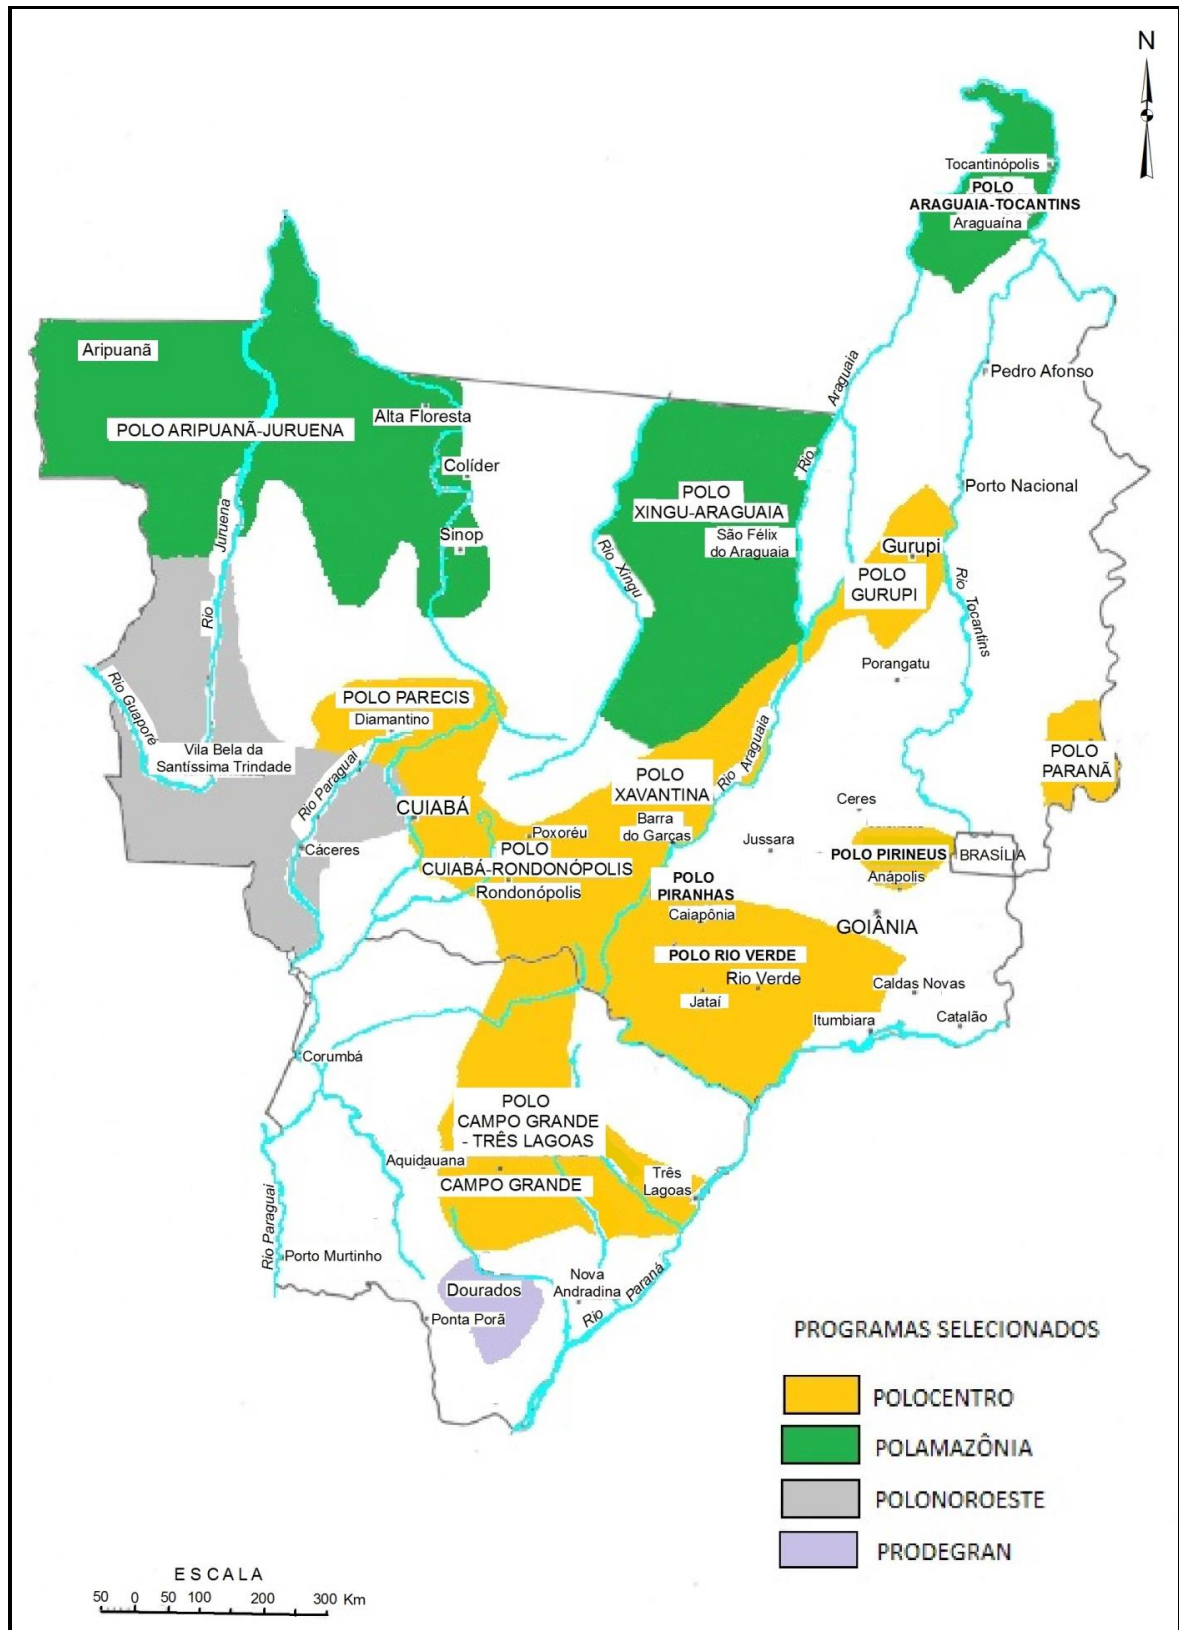 N
Tocantinópolis
POLO
ARAGUAIA-TOCANTINS
Araguaína
Aripuanã
Rio Araguaia
Pedro Afonso
Alta Floresta
POLO ARIPUANÃ-JURUENA
Colíder
Porto Nacional
POLO
XINGU-ARAGUAIA
São Félix
do Araguaia
Sinop
Rio Juruena
Rio Xingu
Gurupi
POLO
GURUPI
Rio Tocantins
Porangatu
Rio Guaporé
POLO PARECIS
Diamantino
Vila Bela da
Santíssima Trindade
Rio Paraguai
Rio Araguaia
POLO
PARANÃ
POLO
XAVANTINA
CUIABÁ
Ceres
Barra
do Garças
Poxoréu
Jussara
Cáceres
POLO
CUIABÁ-RONDONÓPOLIS
Rondonópolis
POLO PIRINEUS
BRASÍLIA
Anápolis
POLO
PIRANHAS
Caiapônia
GOIÂNIA
POLO RIO VERDE
Rio Verde
Jataí
Caldas Novas
Itumbiara
Catalão
Corumbá
POLO
CAMPO GRANDE
- TRÊS LAGOAS
Aquidauana
CAMPO GRANDE
Três
Lagoas
Rio Paraguai
Porto Murtinho
Dourados
Nova
Andradina
Rio Paraná
Ponta Porã
PROGRAMAS SELECIONADOS
POLOCENTRO
POLAMAZÔNIA
POLONOROESTE
PRODEGRAN
ESCALA
50 0 50 100 200 300 Km